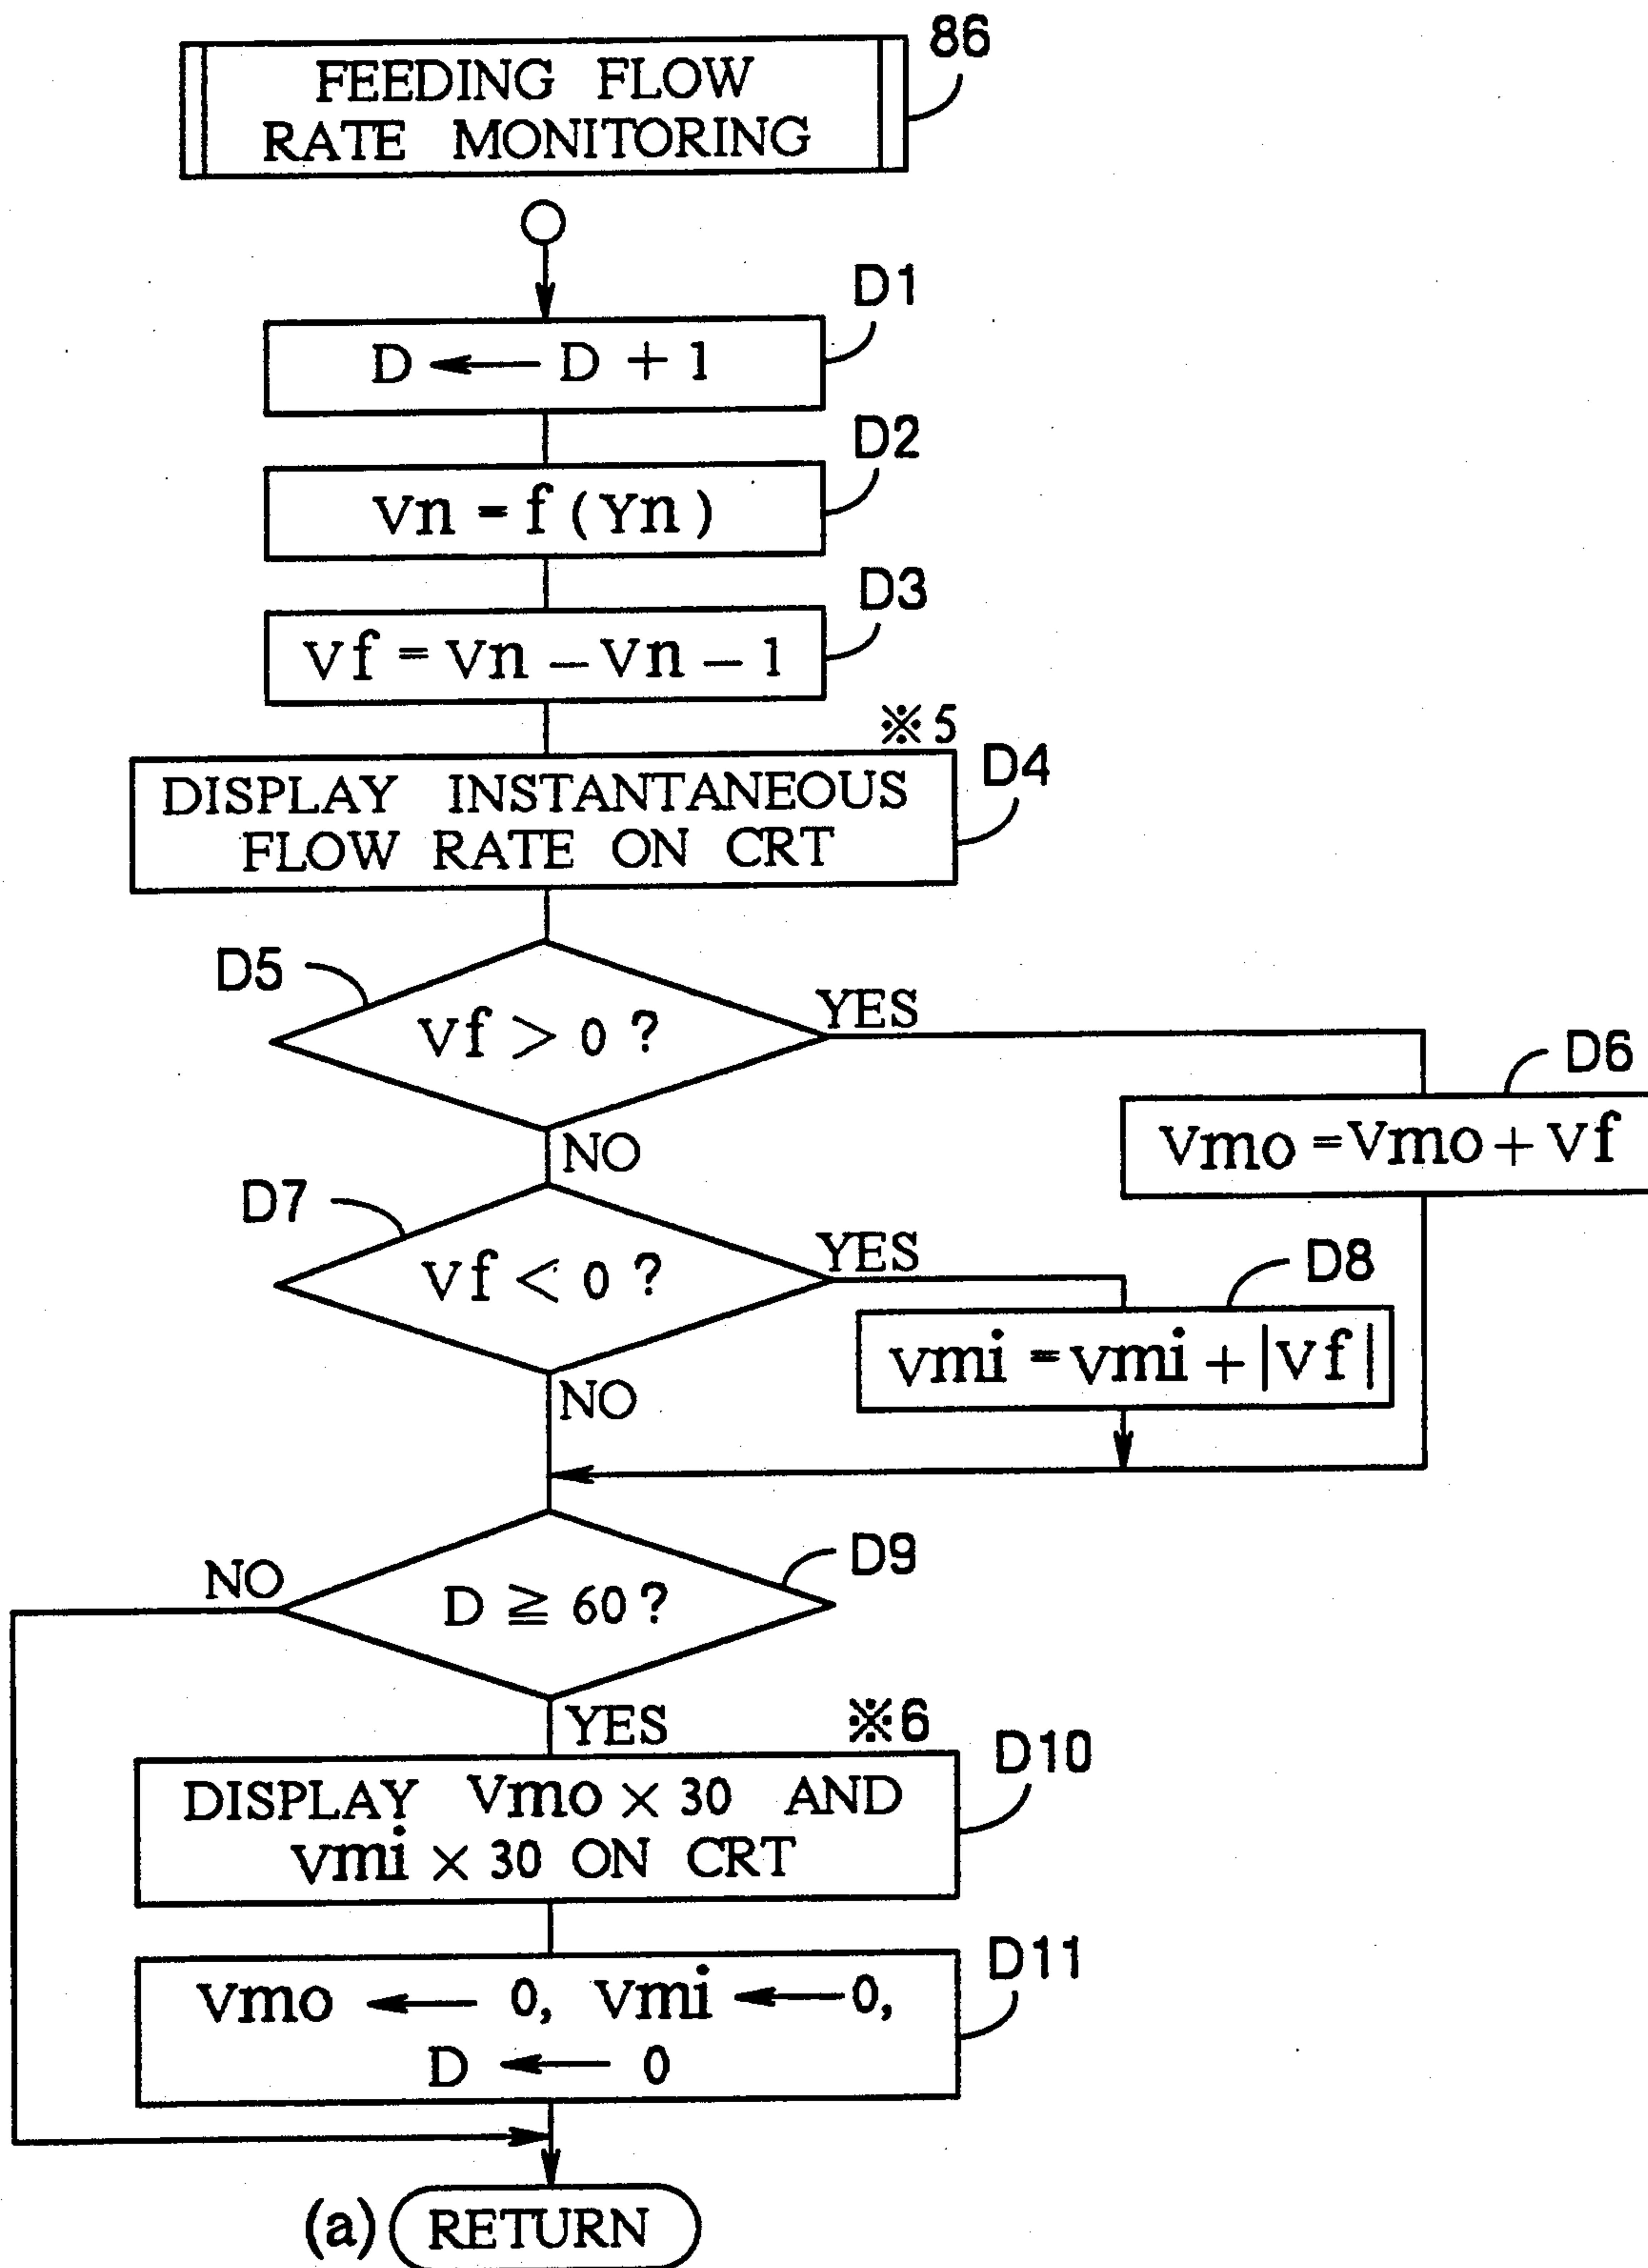 86
FEEDING FLOW
RATE MONITORING
D1
D ← D + 1
D2
Vn = f (Yn)
D3
Vf = Vn – Vn – 1
※5
D4
DISPLAY INSTANTANEOUS
FLOW RATE ON CRT
D5
Vf > 0 ?
YES
D6
Vmo = Vmo + Vf
NO
D7
Vf < 0 ?
YES
D8
Vmi = Vmi + |Vf|
NO
D9
NO
D ≧ 60 ?
YES
※6
D10
DISPLAY Vmo × 30 AND
Vmi × 30 ON CRT
D11
Vmo ← 0, Vmi ← 0,
D ← 0
(a) RETURN